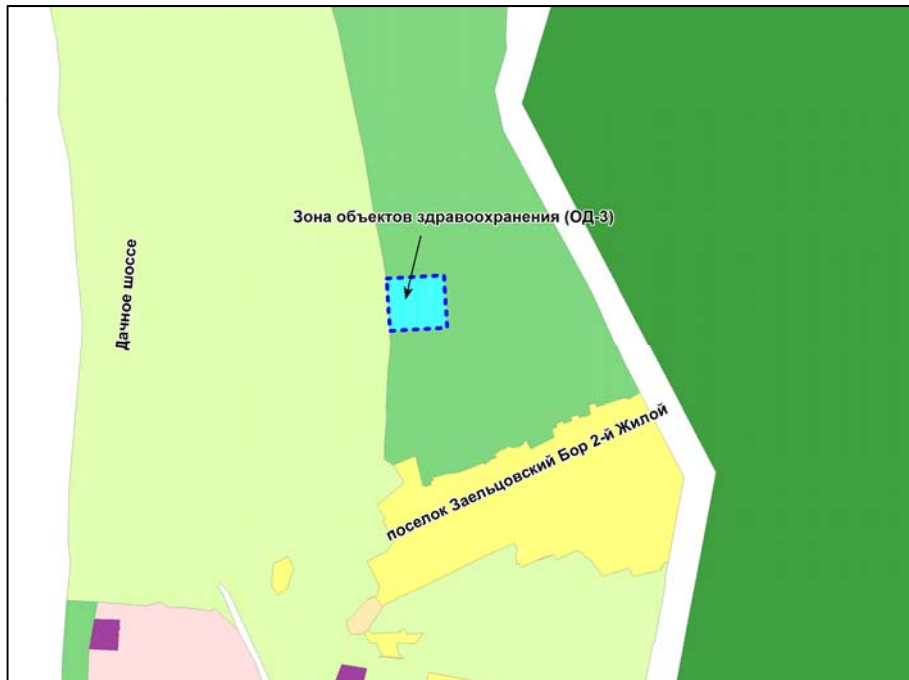 Зона объектов здравоохранения (ОД-3)
Дачное шоссе
поселок Заельцовский Бор 2-й Жилой